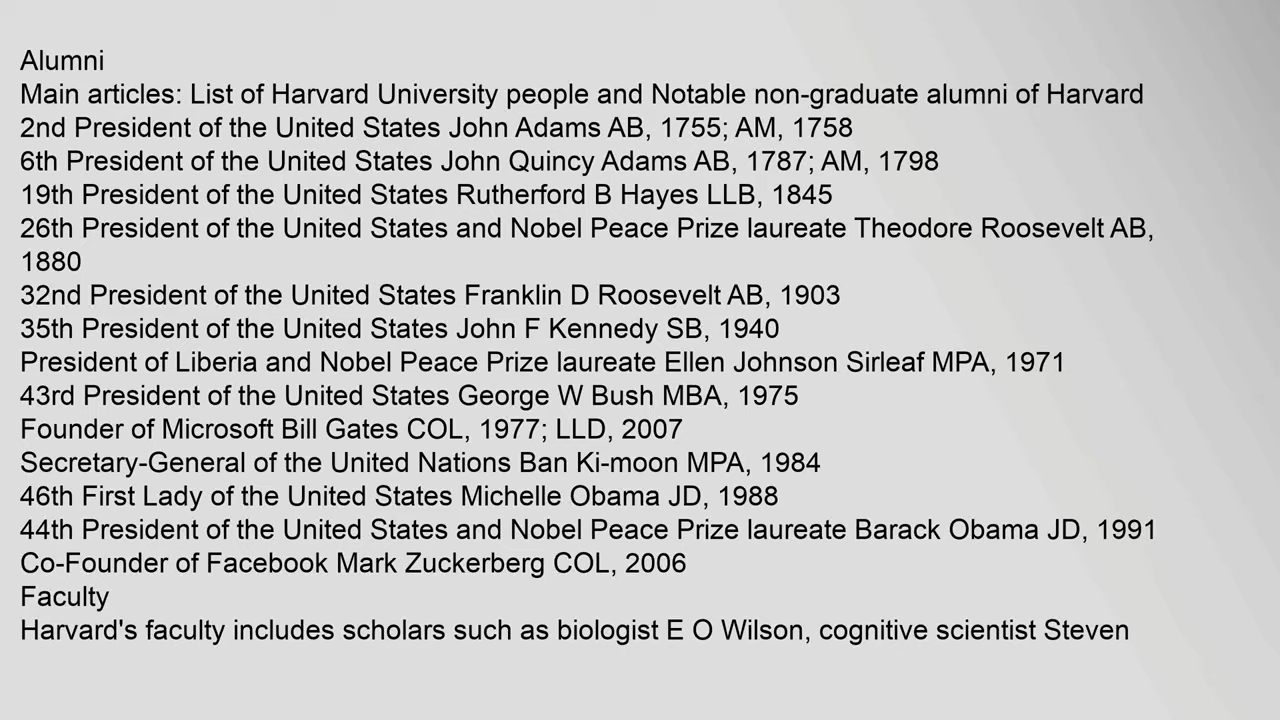 Alumni
Main articles: List of Harvard University people and Notable non-graduate alumni of Harvard
2nd President of the United States John Adams AB, 1755; AM, 1758
6th President of the United States John Quincy Adams AB, 1787; AM, 1798
19th President of the United States Rutherford B Hayes LLB, 1845
26th President of the United States and Nobel Peace Prize laureate Theodore Roosevelt AB,
1880
32nd President of the United States Franklin D Roosevelt AB, 1903
35th President of the United States John F Kennedy SB, 1940
President of Liberia and Nobel Peace Prize laureate Ellen Johnson Sirleaf MPA, 1971
43rd President of the United States George W Bush MBA, 1975
Founder of Microsoft Bill Gates COL, 1977; LLD, 2007
Secretary-General of the United Nations Ban Ki-moon MPA, 1984
46th First Lady of the United States Michelle Obama JD, 1988
44th President of the United States and Nobel Peace Prize laureate Barack Obama JD, 1991
Co-Founder of Facebook Mark Zuckerberg COL, 2006
Faculty
Harvard's faculty includes scholars such as biologist E O Wilson, cognitive scientist Steven